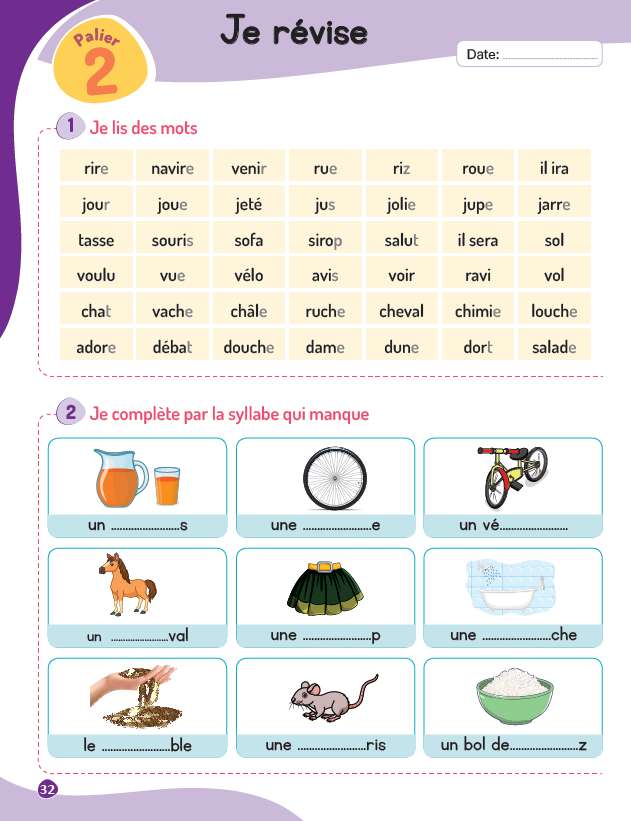 Palier
2
Je révise
Date: ..............................
1 Je lis des mots
rire navire venir rue riz roue il ira
jour joue jeté jus jolie jupe jarre
tasse souris sofa sirop salut il sera sol
voulu vue vélo avis voir ravi vol
chat vache châle ruche cheval chimie louche
adore débat douche dame dune dort salade
2 Je complète par la syllabe qui manque
un ........................s une ........................e un vé........................
un ........................val une ........................p une ........................che
le ........................ble une ........................ris un bol de........................z
32